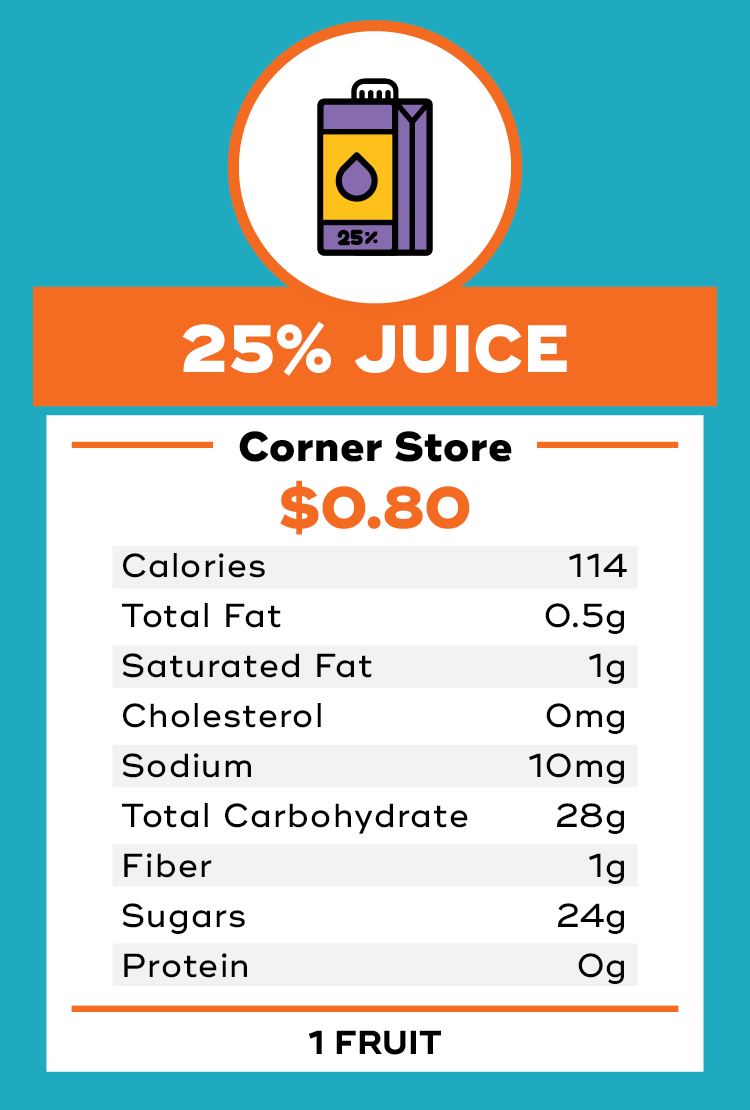 25%
25% JUICE
Corner Store
$0.80
Calories 114
Total Fat 0.5g
Saturated Fat 1g
Cholesterol 0mg
Sodium 10mg
Total Carbohydrate 28g
Fiber 1g
Sugars 24g
Protein 0g
1 FRUIT